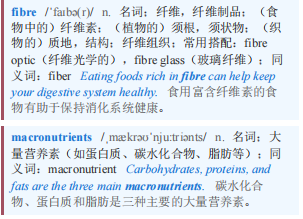 fibre /ˈfaɪbə(r)/ n. 名词；纤维，纤维制品；（食
物中的）纤维素；（植物的）须根，须状物；（织
物的）质地，结构；纤维组织；常用搭配：fibre
optic（纤维光学的），fibre glass（玻璃纤维）；同
义词：fiber Eating foods rich in fibre can help keep
your digestive system healthy. 食用富含纤维素的食
物有助于保持消化系统健康。
macronutrients /ˌmækrəʊˈnjuːtriənts/ n. 名词；大
量营养素（如蛋白质、碳水化合物、脂肪等）；同
义词：macronutrient Carbohydrates, proteins, and
fats are the three main macronutrients. 碳水化合
物、蛋白质和脂肪是三种主要的大量营养素。